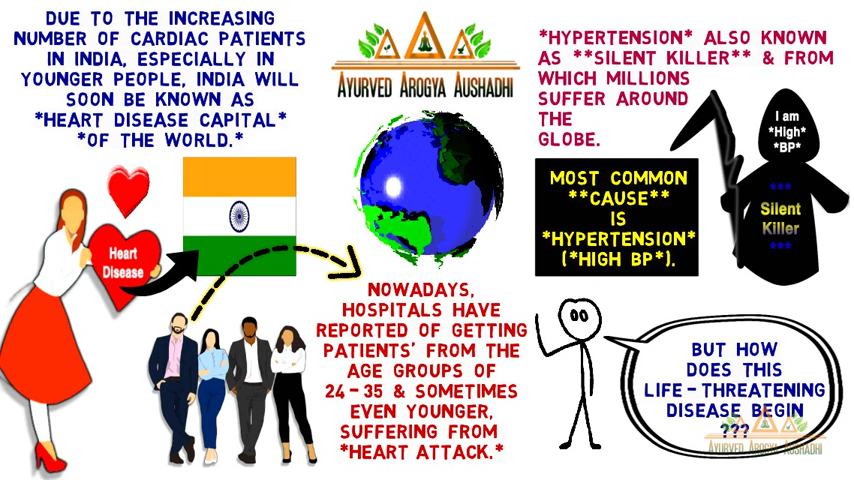 DUE TO THE INCREASING
NUMBER OF CARDIAC PATIENTS
IN INDIA, ESPECIALLY IN
YOUNGER PEOPLE, INDIA WILL
SOON BE KNOWN AS
*HEART DISEASE CAPITAL*
*OF THE WORLD.*
Heart
Disease
AYURVED AROGYA AUSHADHI
NOWADAYS,
HOSPITALS HAVE
REPORTED OF GETTING
PATIENTS' FROM THE
AGE GROUPS OF
24-35 & SOMETIMES
EVEN YOUNGER,
SUFFERING FROM
*HEART ATTACK.*
*HYPERTENSION* ALSO KNOWN
AS **SILENT KILLER** & FROM
WHICH MILLIONS
SUFFER AROUND
THE
GLOBE.
I am
*High*
*BP*
***
Silent
Killer
***
MOST COMMON
**CAUSE**
IS
*HYPERTENSION*
(*HIGH BP*).
BUT HOW
DOES THIS
LIFE-THREATENING
DISEASE BEGIN
???
AYURVED AROGYA AUSHADHI